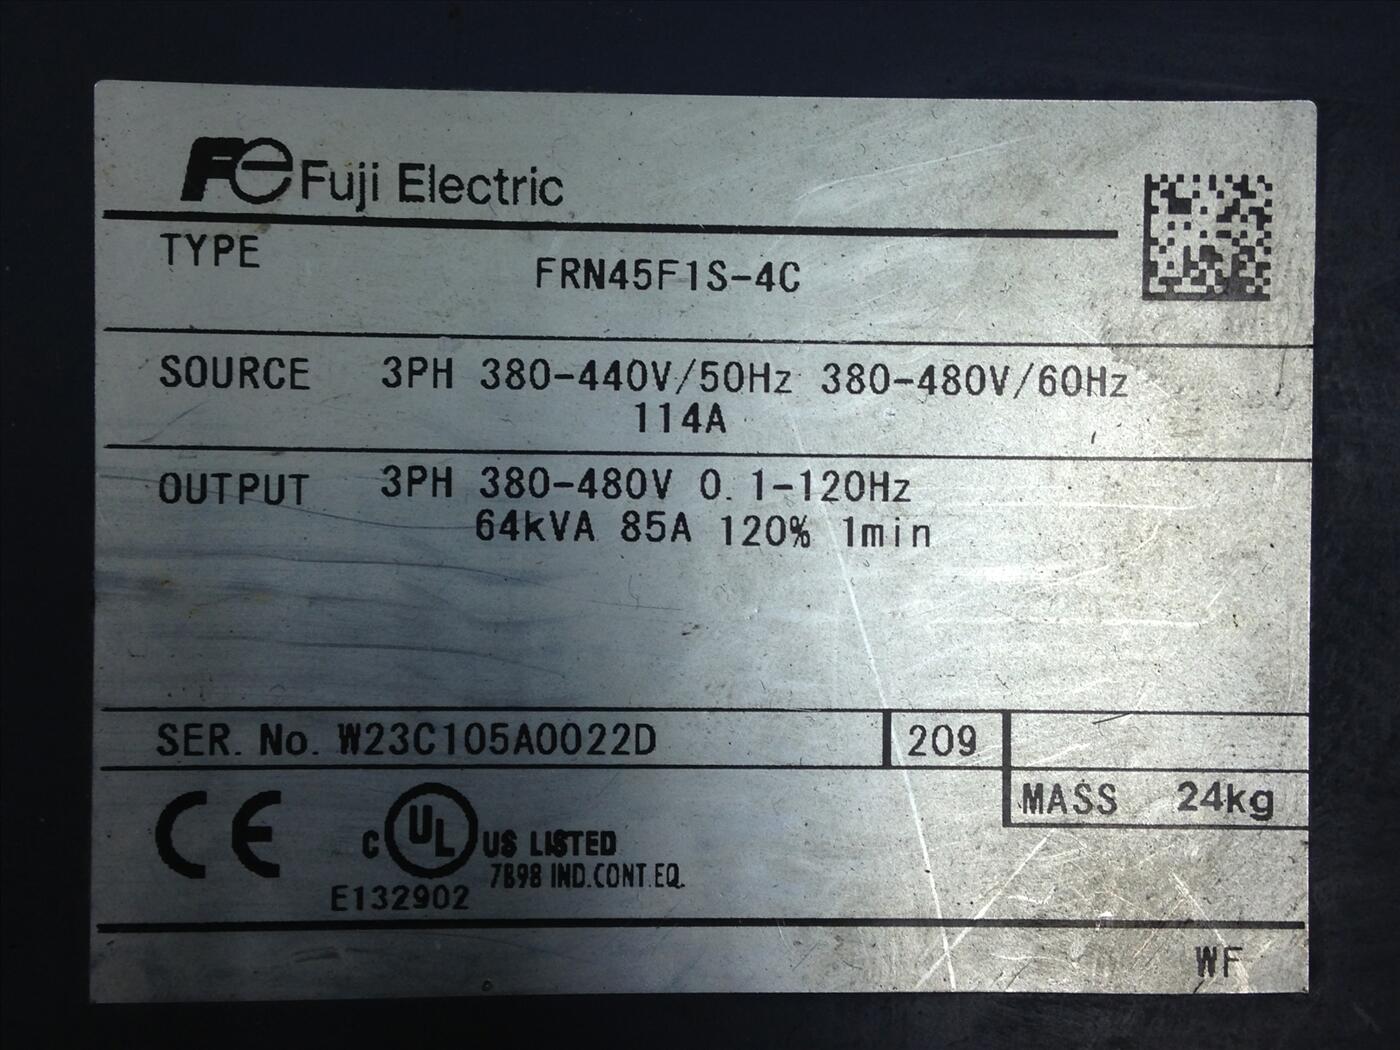 Fe Fuji Electric
TYPE FRN45F1S-4C
SOURCE 3PH 380-440V/50Hz 380-480V/60Hz
114A
OUTPUT 3PH 380-480V 0.1-120Hz
64kVA 85A 120% 1min
SER. No. W23C105A0022D 209
MASS 24kg
CE C UL US LISTED
7B98 IND.CONT.EQ.
E132902
WF